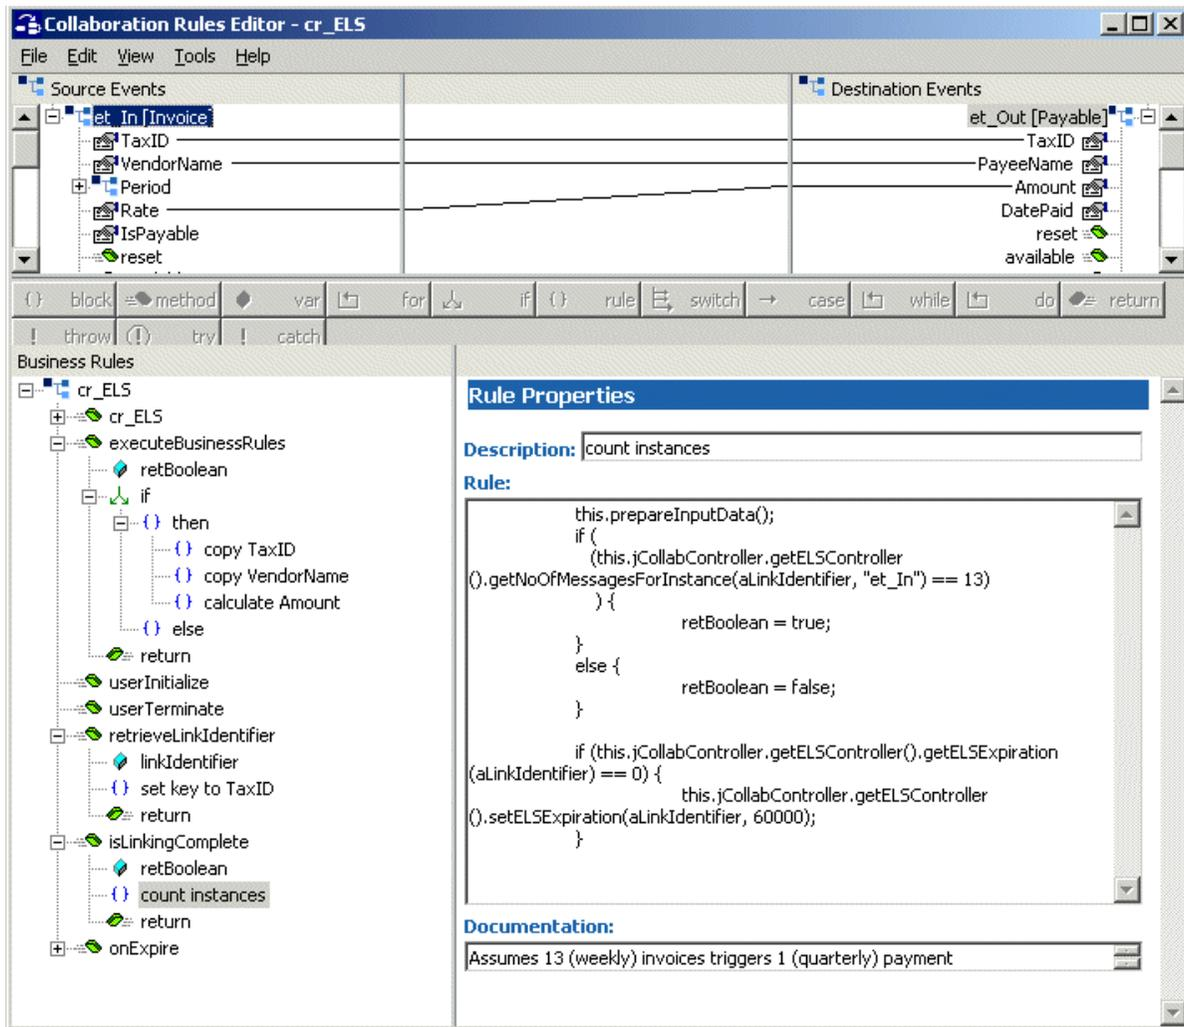 Collaboration Rules Editor - cr_ELS
File Edit View Tools Help
Source Events
Destination Events
et_In [Invoice]
et_Out [Payable]
TaxID
TaxID
VendorName
PayeeName
Period
Amount
Rate
DatePaid
IsPayable
reset
reset
available
{} block method var for if {} rule switch case while do return
! throw (!) try ! catch
Business Rules
cr_ELS
cr_ELS
executeBusinessRules
retBoolean
if
{} then
{} copy TaxID
{} copy VendorName
{} calculate Amount
{} else
return
userInitialize
userTerminate
retrieveLinkIdentifier
linkIdentifier
{} set key to TaxID
return
isLinkingComplete
retBoolean
{} count instances
return
onExpire
Rule Properties
Description: count instances
Rule:
this.prepareInputData();
if (
(this.jCollabController.getELSController
().getNoOfMessagesForInstance(aLinkIdentifier, "et_In") == 13)
) {
retBoolean = true;
}
else {
retBoolean = false;
}
if (this.jCollabController.getELSController().getELSExpiration
(aLinkIdentifier) == 0) {
this.jCollabController.getELSController
().setELSExpiration(aLinkIdentifier, 60000);
}
Documentation:
Assumes 13 (weekly) invoices triggers 1 (quarterly) payment